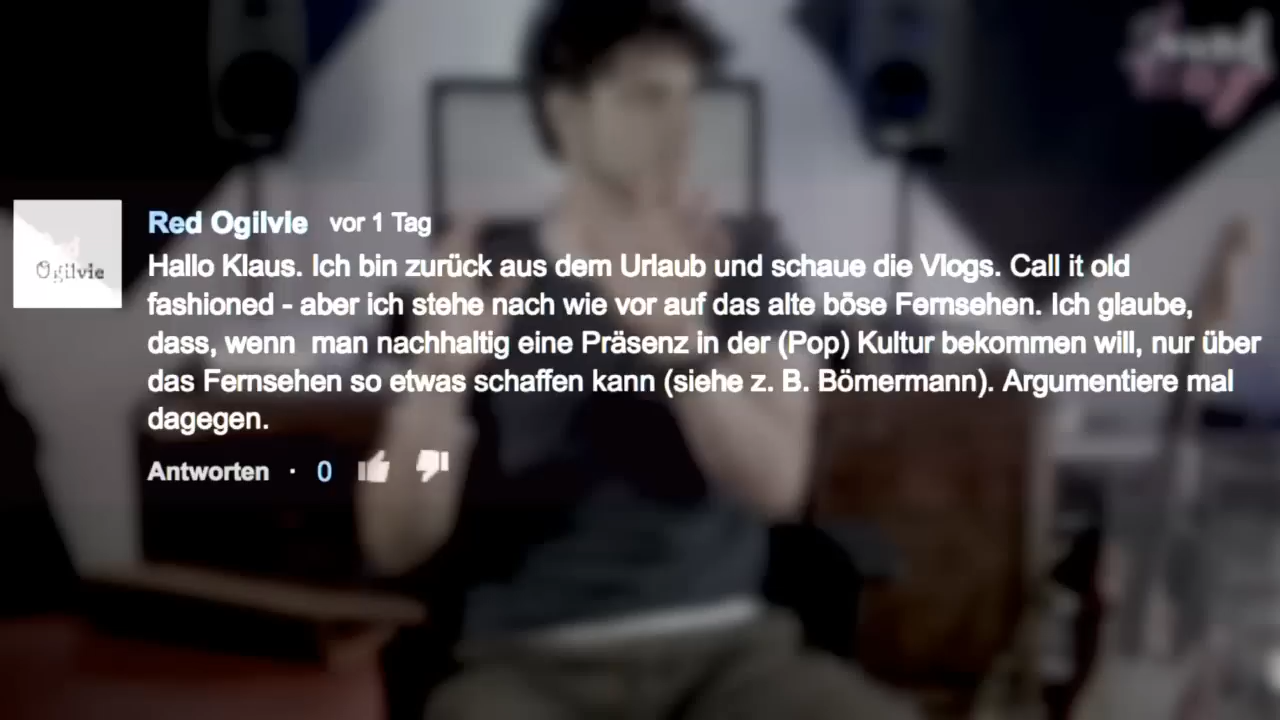 Red Ogilvie vor 1 Tag
Hallo Klaus. Ich bin zurück aus dem Urlaub und schaue die Vlogs. Call it old
fashioned - aber ich stehe nach wie vor auf das alte böse Fernsehen. Ich glaube,
dass, wenn man nachhaltig eine Präsenz in der (Pop) Kultur bekommen will, nur über
das Fernsehen so etwas schaffen kann (siehe z. B. Bömermann). Argumentiere mal
dagegen.
Antworten · 0
Red
Ogilvie